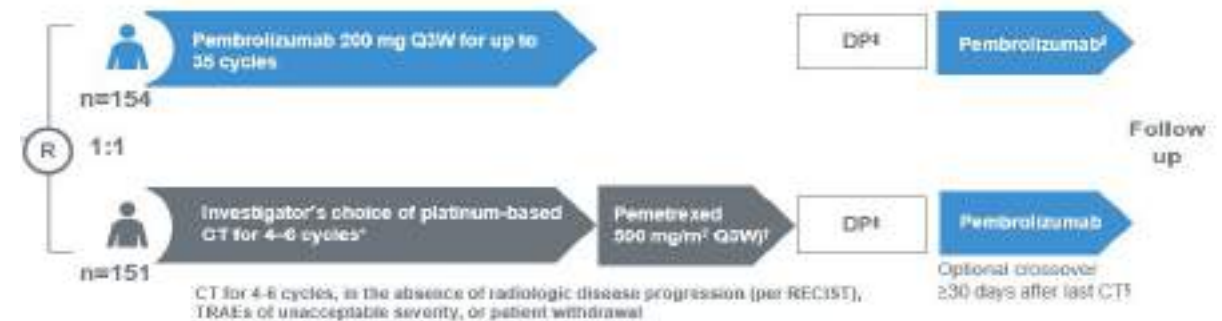 Pembrolizumab 200 mg Q3W for up to
35 cycles
n=154
DP‡
Pembrolizumab
R
1:1
Follow
up
Investigator's choice of platinum-based
CT for 4–6 cycles*
Pemetrexed
500 mg/m² Q3W)†
DP‡
Pembrolizumab
n=151
Optional crossover
≥30 days after last CT
CT for 4-6 cycles, in the absence of radiologic disease progression (per RECIST),
TRAEs of unacceptable severity, or patient withdrawal